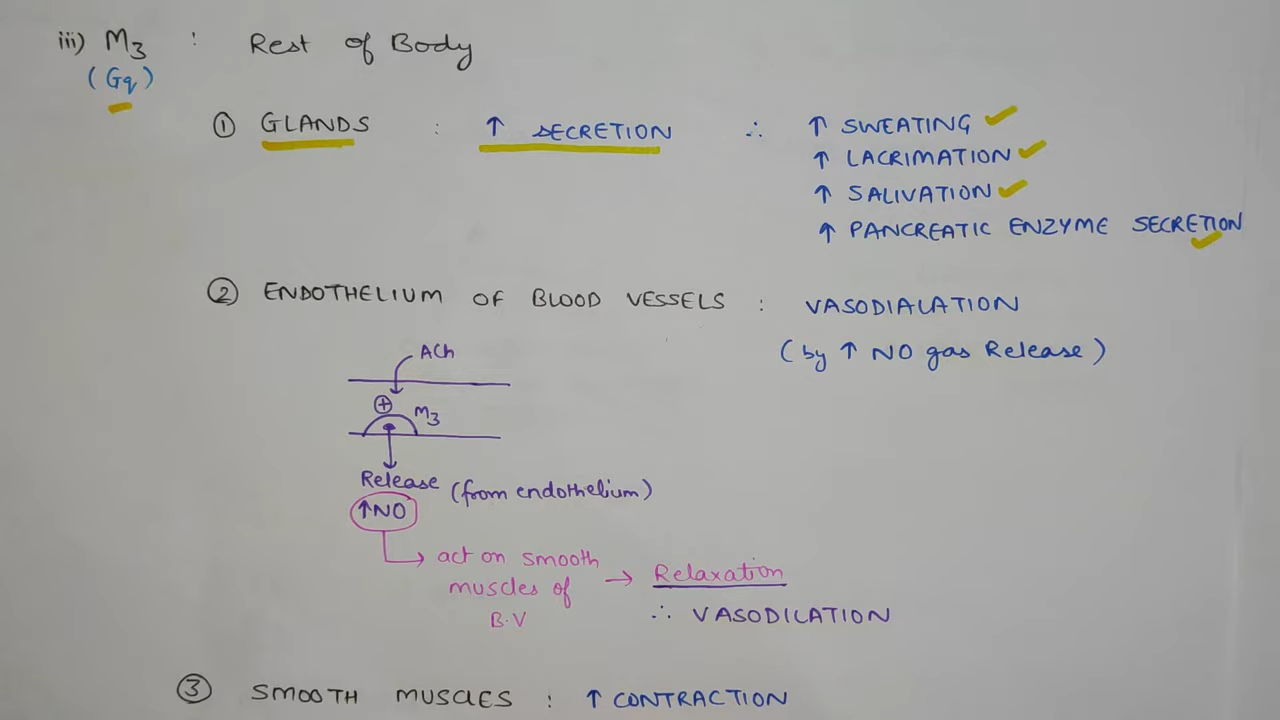 iii) M3 : Rest of Body
(Gq)
① GLANDS : ↑ SECRETION ∴ ↑ SWEATING ✓
↑ LACRIMATION ✓
↑ SALIVATION ✓
↑ PANCREATIC ENZYME SECRETION ✓
② ENDOTHELIUM OF BLOOD VESSELS : VASODIALATION
(by ↑ NO gas Release)
ACh
⊕ M3
Release (from endothelium)
↑NO
→ act on smooth muscles of B.V → Relaxation
∴ VASODILATION
③ SMOOTH MUSCLES : ↑ CONTRACTION